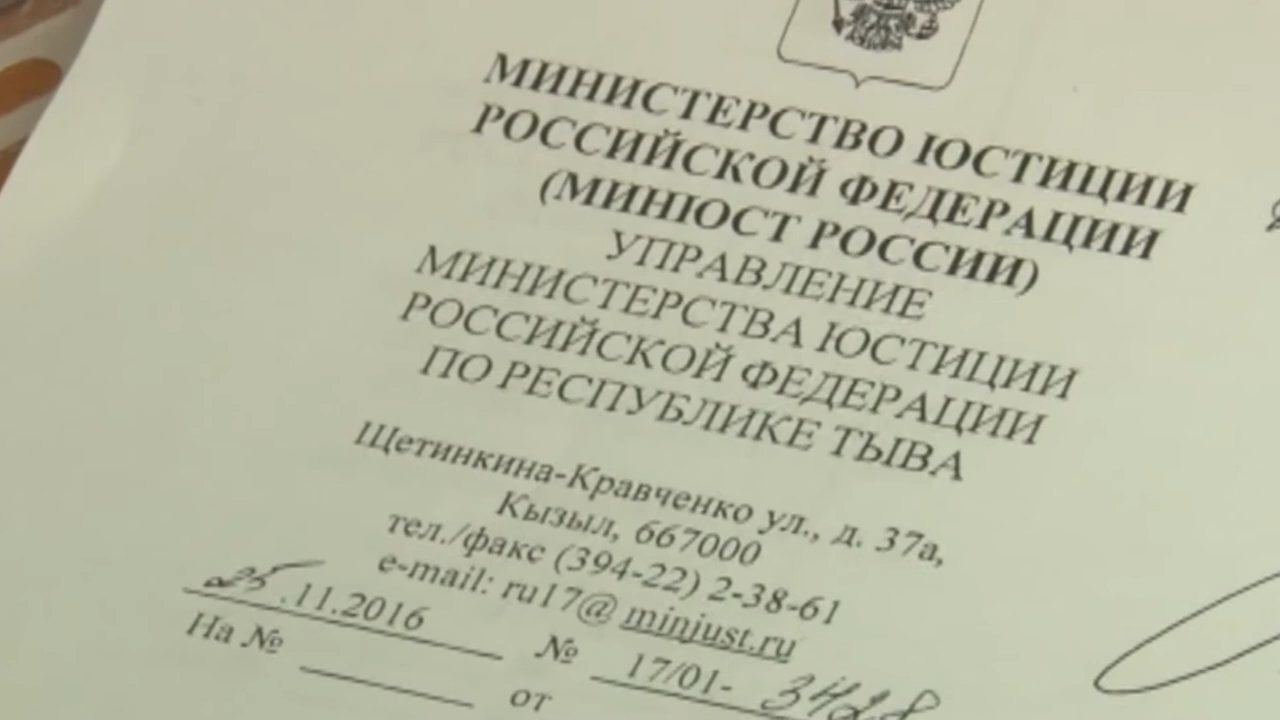 МИНИСТЕРСТВО ЮСТИЦИИ
РОССИЙСКОЙ ФЕДЕРАЦИИ
(МИНЮСТ РОССИИ)
УПРАВЛЕНИЕ
МИНИСТЕРСТВА ЮСТИЦИИ
РОССИЙСКОЙ ФЕДЕРАЦИИ
ПО РЕСПУБЛИКЕ ТЫВА
Щетинкина-Кравченко ул., д. 37а,
Кызыл, 667000
тел./факс (394-22) 2-38-61
e-mail: ru17@ minjust.ru
25.11.2016 № 17/01- 3428
На № от